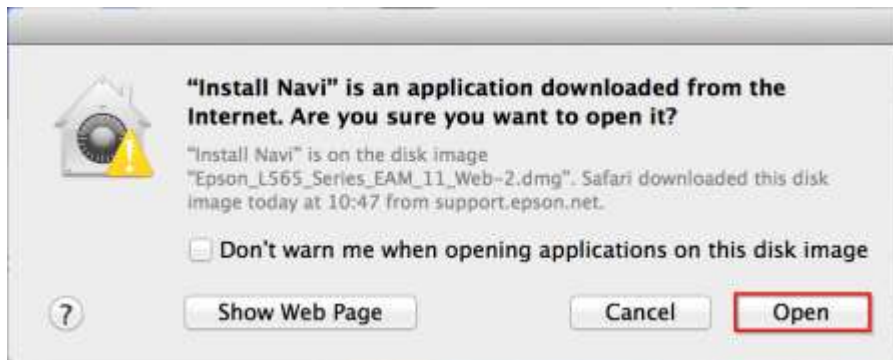 “Install Navi” is an application downloaded from the
Internet. Are you sure you want to open it?
“Install Navi” is on the disk image
“Epson_L565_Series_EAM_11_Web-2.dmg”. Safari downloaded this disk
image today at 10:47 from support.epson.net.
Don't warn me when opening applications on this disk image
? Show Web Page Cancel Open